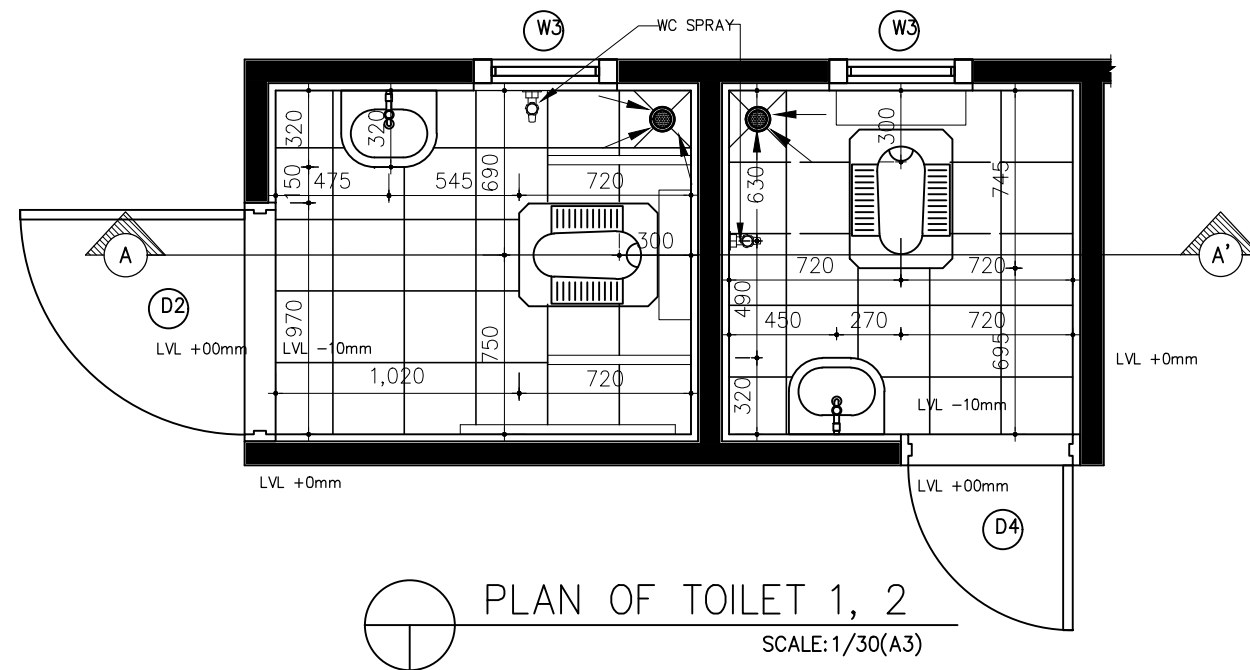 W3
WC SPRAY
W3
320
320
150
475
545
690
720
300
630
300
745
A
D2
LVL +00mm
LVL -10mm
970
750
1,020
720
720
720
490
450
270
720
695
320
LVL -10mm
LVL +0mm
A'
LVL +0mm
LVL +00mm
D4
PLAN OF TOILET 1, 2
SCALE:1/30(A3)